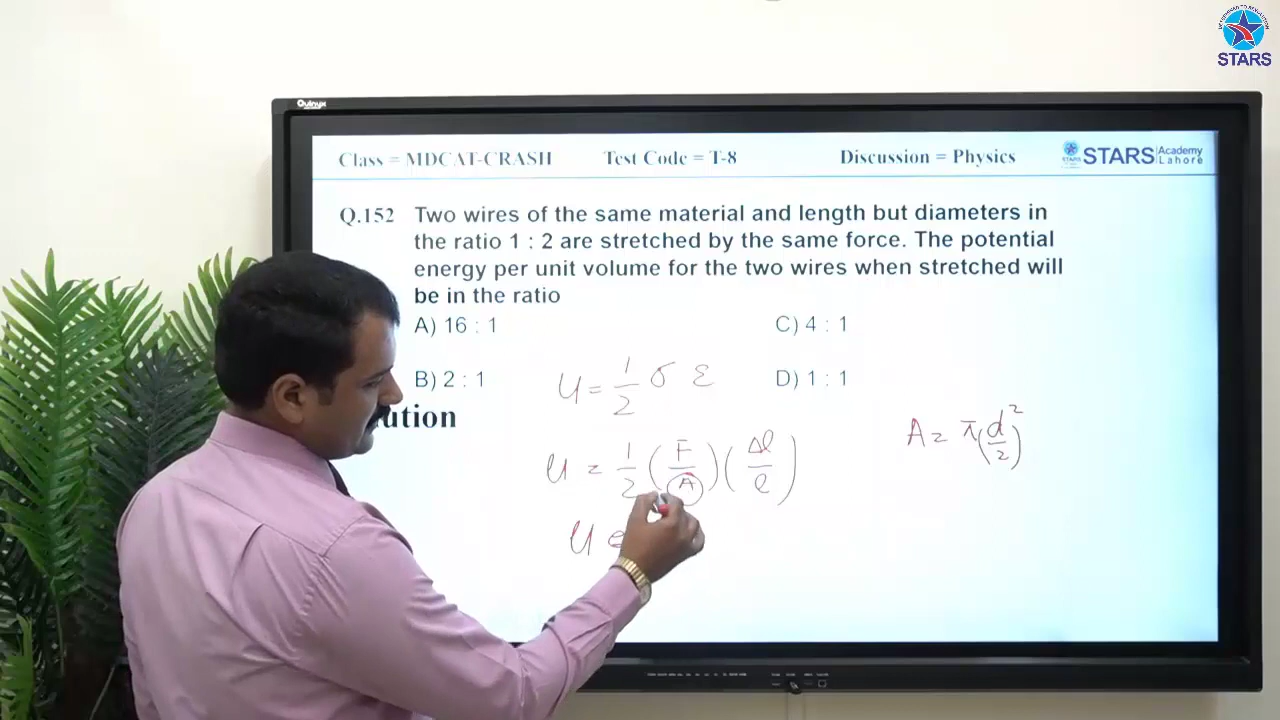 STARS
Qulnyx
Class = MDCAT-CRASH Test Code = T-8 Discussion = Physics STARS Academy Lahore
Q.152 Two wires of the same material and length but diameters in
the ratio 1 : 2 are stretched by the same force. The potential
energy per unit volume for the two wires when stretched will
be in the ratio
A) 16 : 1 C) 4 : 1
B) 2 : 1 D) 1 : 1
U = 1/2 σ ε
ution
A = π(d/2)²
U = 1/2 (F/A) (Δl/l)
U